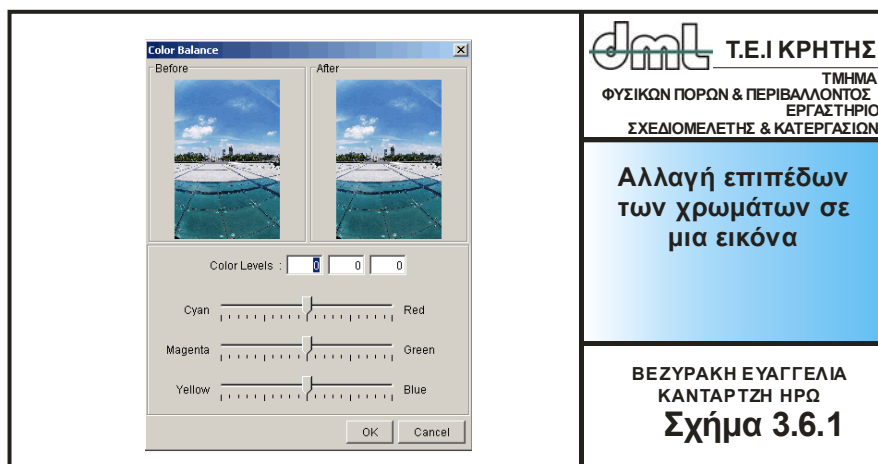 Color Balance
Before
After
Color Levels : 0 0 0
Cyan
Red
Magenta
Green
Yellow
Blue
OK
Cancel
dml
Τ.Ε.Ι ΚΡΗΤΗΣ
ΤΜΗΜΑ
ΦΥΣΙΚΩΝ ΠΟΡΩΝ & ΠΕΡΙΒΑΛΛΟΝΤΟΣ
ΕΡΓΑΣΤΗΡΙΟ
ΣΧΕΔΙΟΜΕΛΕΤΗΣ & ΚΑΤΕΡΓΑΣΙΩΝ
Αλλαγή επιπέδων
των χρωμάτων σε
μια εικόνα
ΒΕΖΥΡΑΚΗ ΕΥΑΓΓΕΛΙΑ
ΚΑΝΤΑΡΤΖΗ ΗΡΩ
Σχήμα 3.6.1